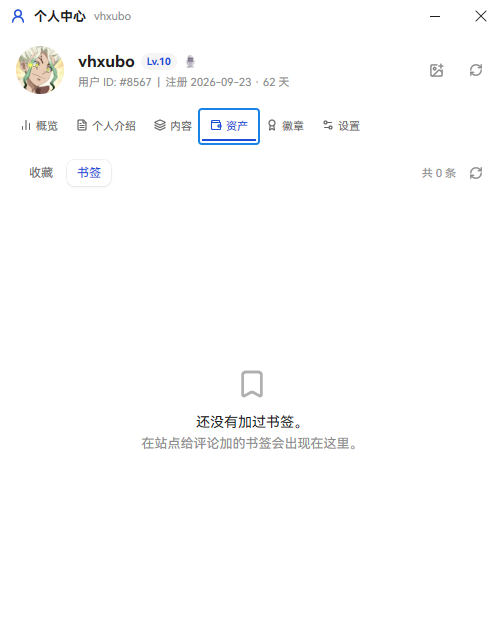 个人中心 vhxubo
vhxubo Lv.10
用户 ID: #8567 | 注册 2026-09-23 · 62 天
概览 个人介绍 内容 资产 徽章 设置
收藏 书签 共 0 条
还没有加过书签。
在站点给评论加的书签会出现在这里。